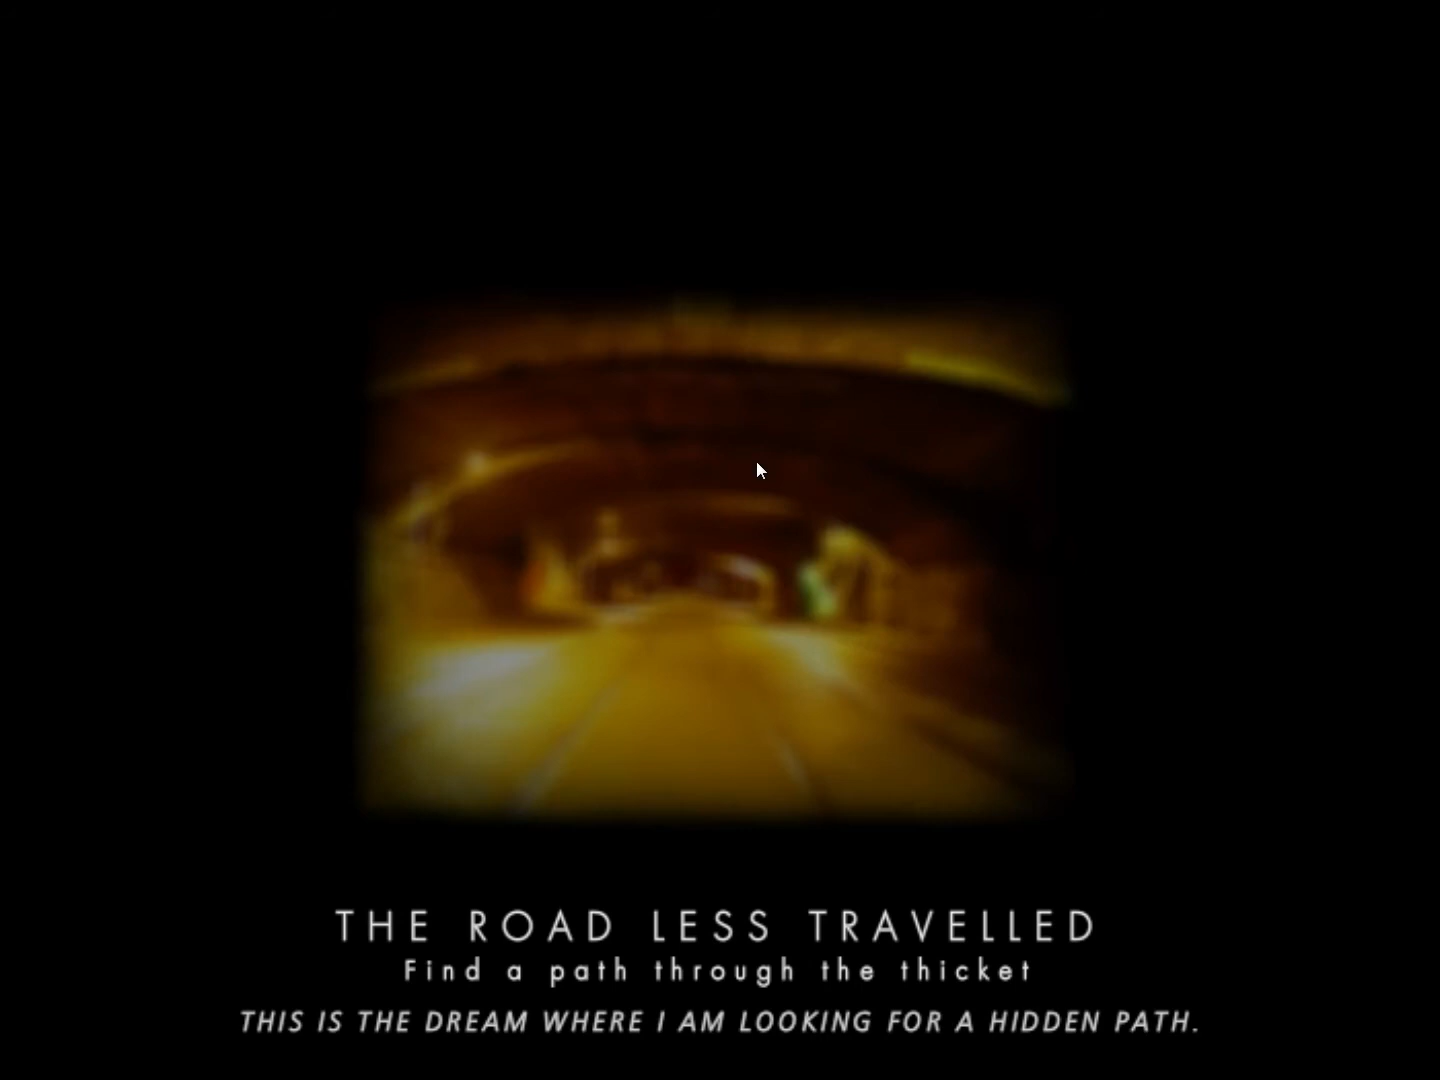 THE ROAD LESS TRAVELLED
Find a path through the thicket
THIS IS THE DREAM WHERE I AM LOOKING FOR A HIDDEN PATH.